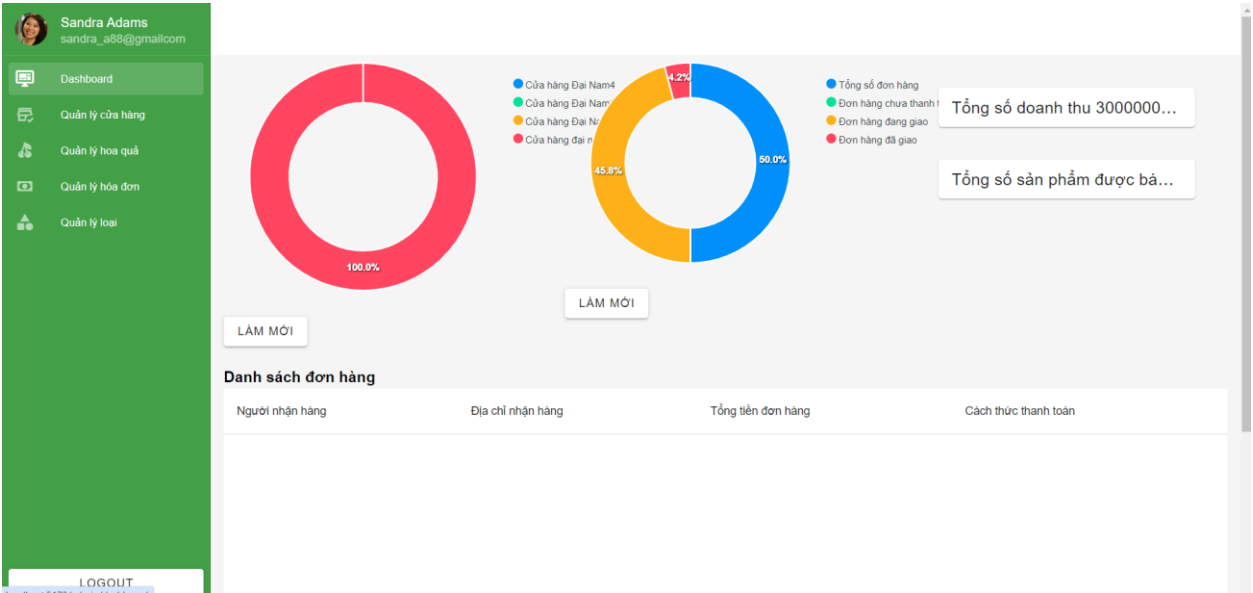 Sandra Adams
sandra_a88@gmailcom
Dashboard
Quản lý cửa hàng
Quản lý hoa quả
Quản lý hóa đơn
Quản lý loại
LOGOUT
100.0%
Cửa hàng Đại Nam4
Cửa hàng Đại Nam
Cửa hàng Đại
Cửa hàng đại
LÀM MỚI
4.2%
50.0%
45.8%
Tổng số đơn hàng
Đơn hàng chưa thanh
Đơn hàng đang giao
Đơn hàng đã giao
LÀM MỚI
Tổng số doanh thu 3000000...
Tổng số sản phẩm được bá...
Danh sách đơn hàng
Người nhận hàng Địa chỉ nhận hàng Tổng tiền đơn hàng Cách thức thanh toán